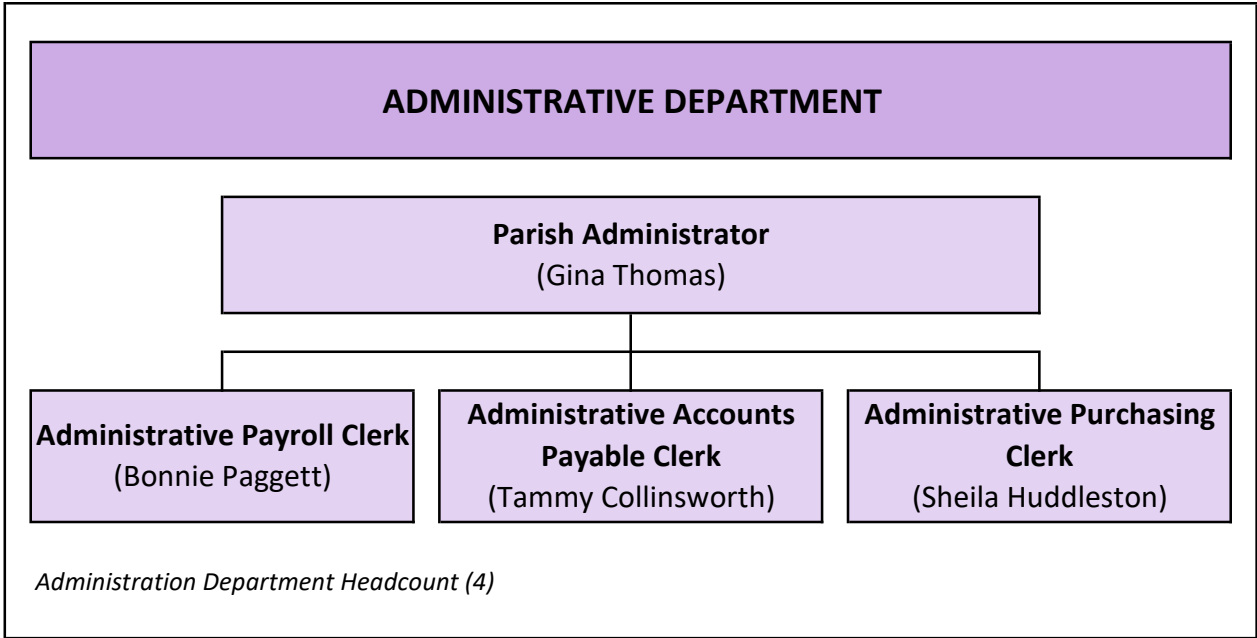 ADMINISTRATIVE DEPARTMENT
Parish Administrator
(Gina Thomas)
Administrative Payroll Clerk
(Bonnie Paggett)
Administrative Accounts
Payable Clerk
(Tammy Collinsworth)
Administrative Purchasing
Clerk
(Sheila Huddleston)
Administration Department Headcount (4)